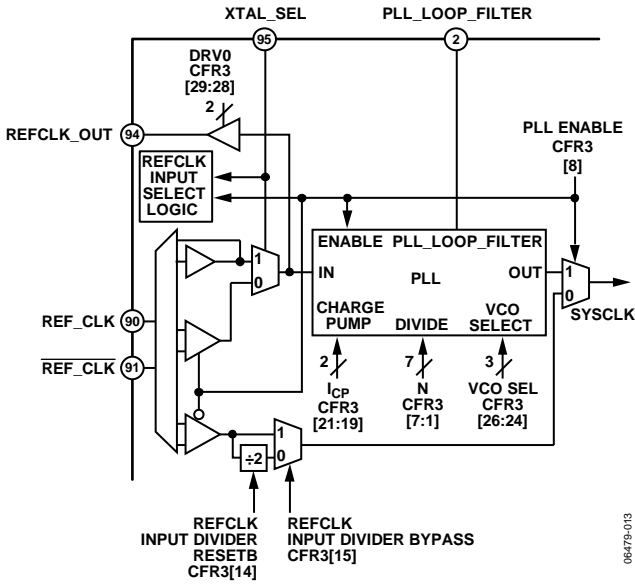 XTAL_SEL
PLL_LOOP_FILTER
95
2
DRV0
CFR3
[29:28]
2
REFCLK_OUT
94
PLL ENABLE
CFR3
[8]
REFCLK
INPUT
SELECT
LOGIC
ENABLE
PLL_LOOP_FILTER
1
0
IN
PLL
OUT
1
0
SYSCLK
CHARGE
PUMP
DIVIDE
VCO
SELECT
REF_CLK
90
REF_CLK
91
2
ICP
CFR3
[21:19]
7
N
CFR3
[7:1]
3
VCO SEL
CFR3
[26:24]
÷2
1
0
REFCLK
INPUT DIVIDER
RESETB
CFR3[14]
REFCLK
INPUT DIVIDER BYPASS
CFR3[15]
06479-013